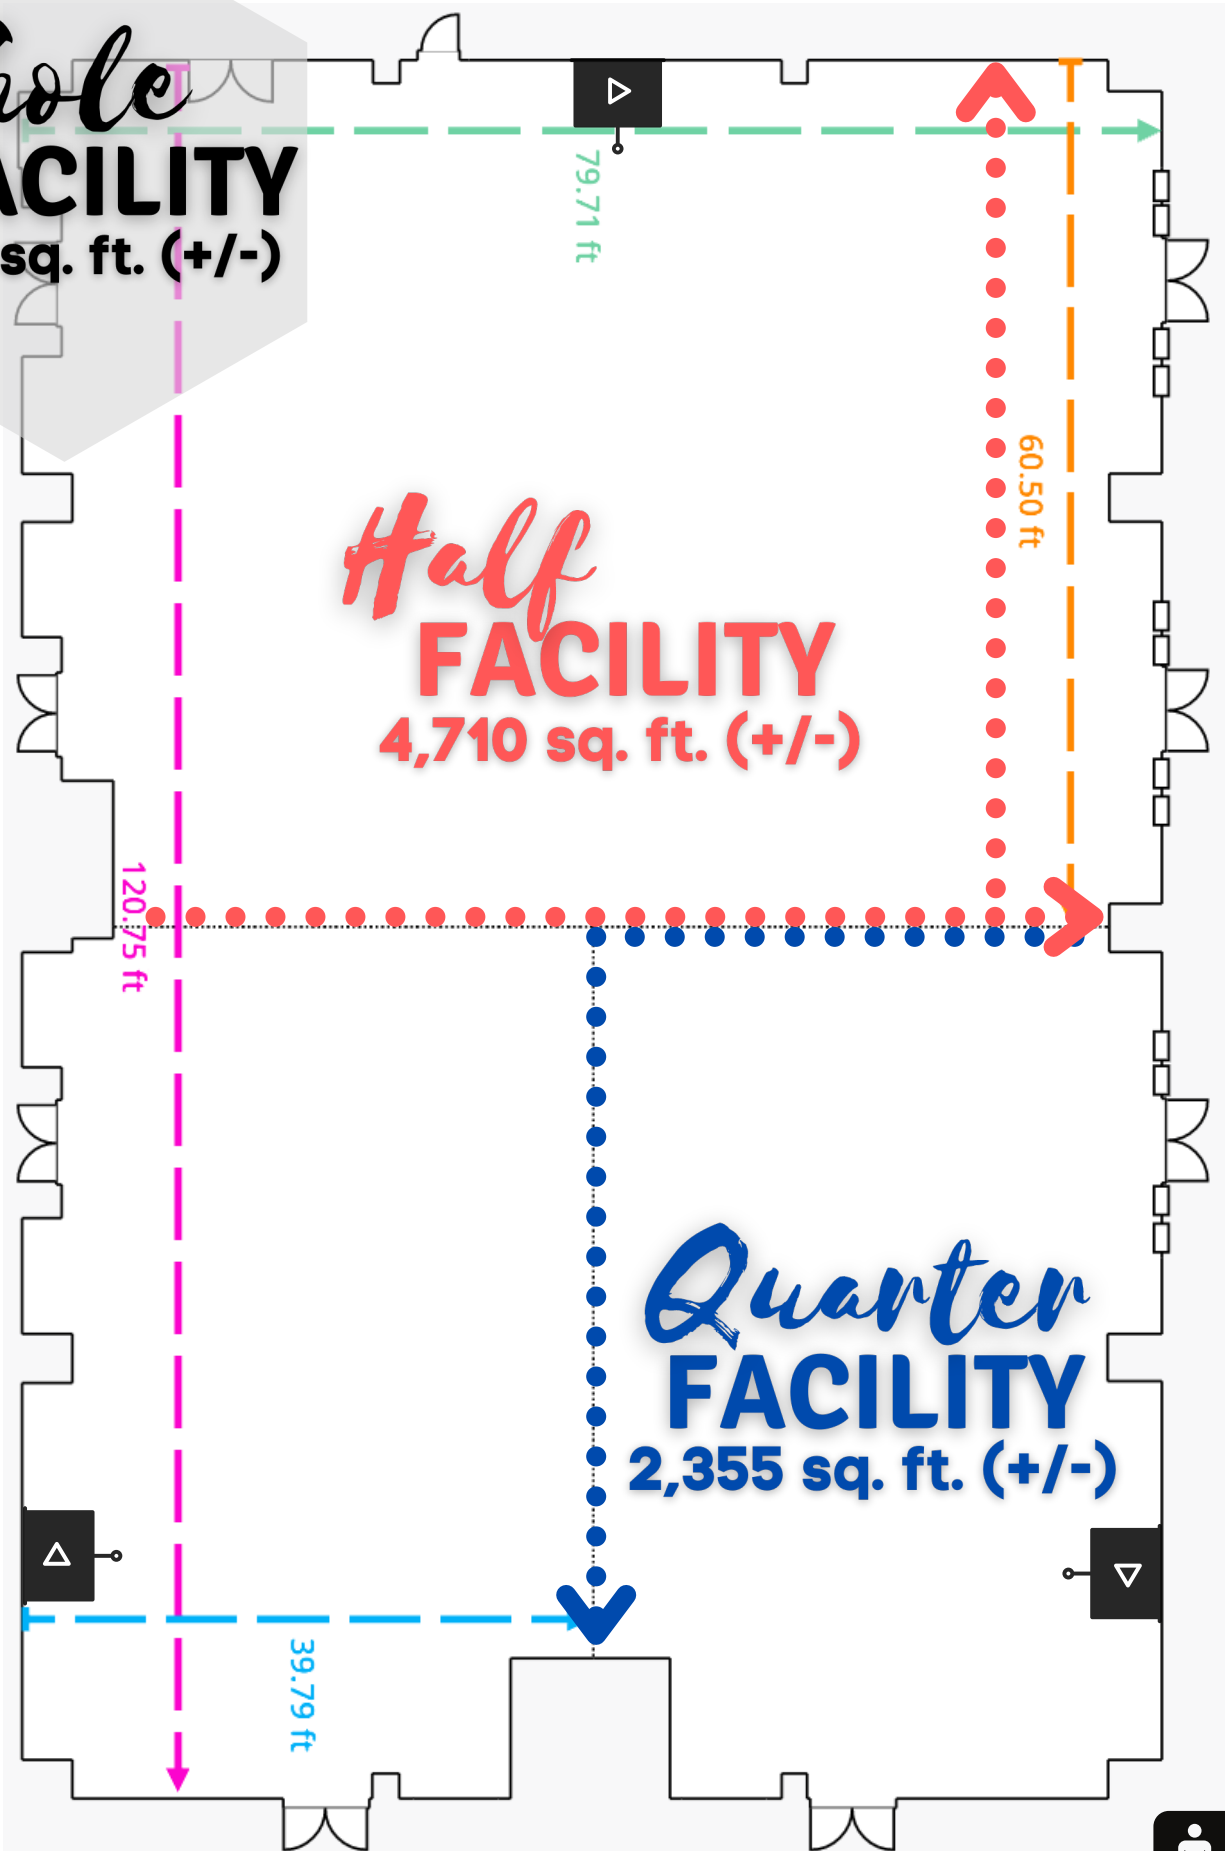 sq. ft. (+/-)
79.71 ft
60.50 ft
Half
FACILITY
4,710 sq. ft. (+/-)
120.75 ft
Quarter
FACILITY
2,355 sq. ft. (+/-)
39.79 ft